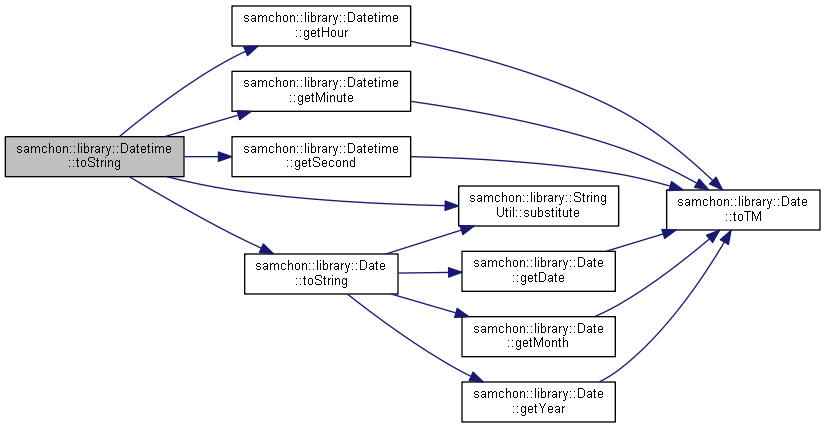 samchon::library::Datetime
::getHour
samchon::library::Datetime
::getMinute
samchon::library::Datetime
::toString
samchon::library::Datetime
::getSecond
samchon::library::String
Util::substitute
samchon::library::Date
::toTM
samchon::library::Date
::toString
samchon::library::Date
::getDate
samchon::library::Date
::getMonth
samchon::library::Date
::getYear